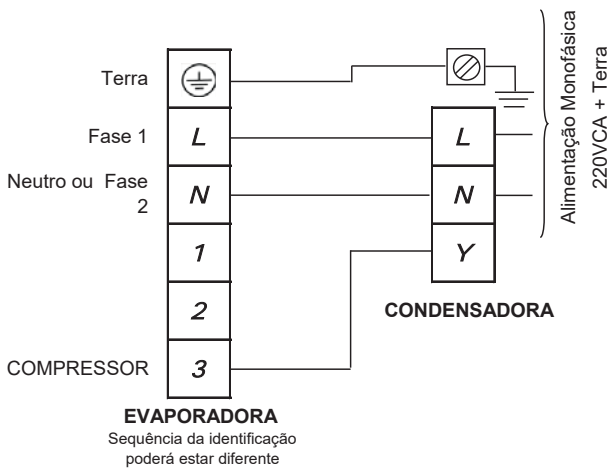 Terra
Fase 1
L
L
Neutro ou Fase
2
N
N
1
Y
2
CONDENSADORA
COMPRESSOR
3
EVAPORADORA
Sequência da identificação
poderá estar diferente
Alimentação Monofásica
220VCA + Terra